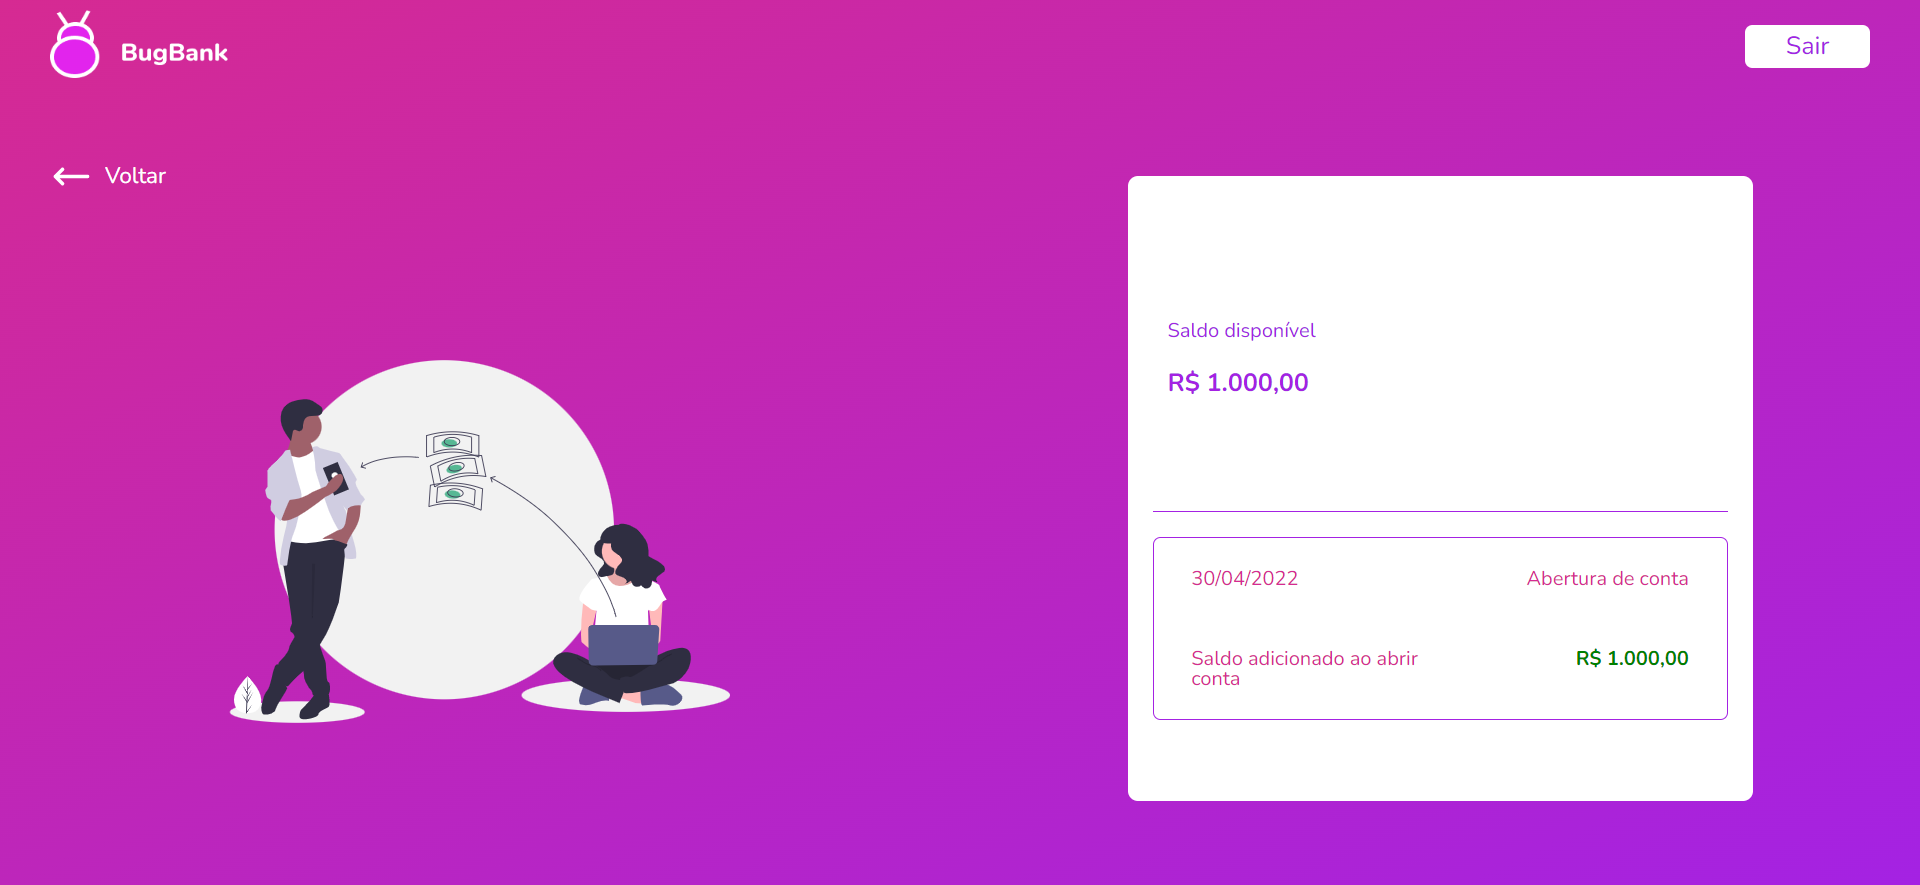 BugBank
Sair
Voltar
Saldo disponível
R$ 1.000,00
30/04/2022
Abertura de conta
Saldo adicionado ao abrir
conta
R$ 1.000,00